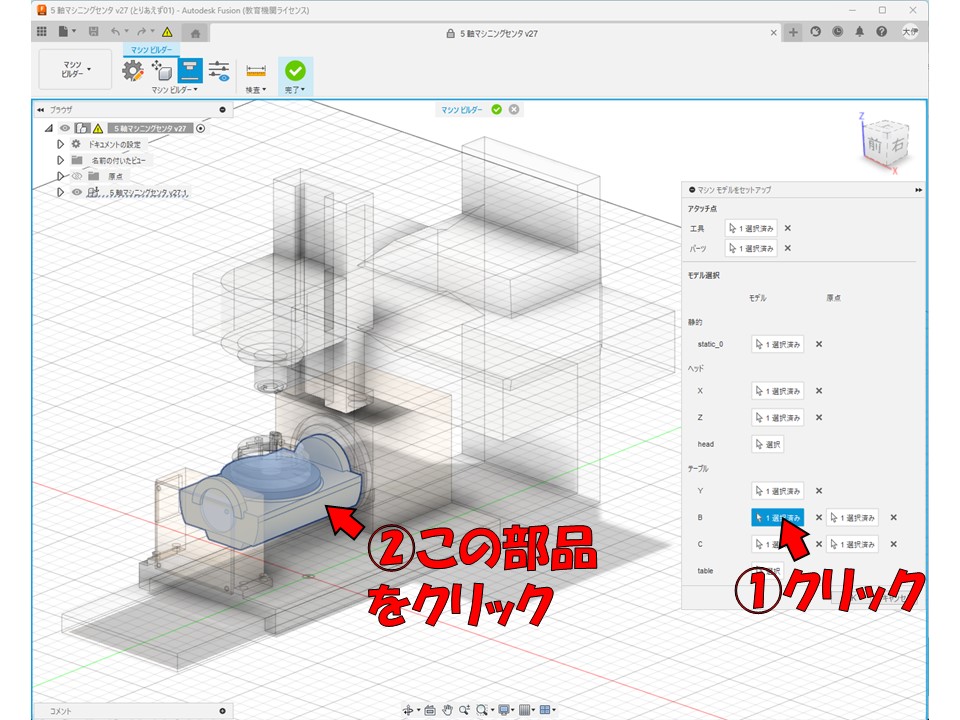 5 軸マシニングセンタ v27 (とりあえず01) - Autodesk Fusion (教育機関ライセンス)
5 軸マシニングセンタ v27
大伊
マシン ビルダー
マシン
ビルダー
マシン ビルダー
検査
完了
ブラウザ
マシン ビルダー
5 軸マシニングセンタ v27
ドキュメントの設定
名前の付いたビュー
原点
5 軸マシニングセンタ v27:1
Z
前
右
X
マシン モデルをセットアップ
アタッチ点
工具
1 選択済み
パーツ
1 選択済み
モデル選択
モデル
原点
静的
static_0
1 選択済み
ヘッド
X
1 選択済み
Z
1 選択済み
head
選択
テーブル
Y
1 選択済み
B
1 選択済み
1 選択済み
C
1 選択済み
table
選択
①クリック
②この部品
をクリック
コメント